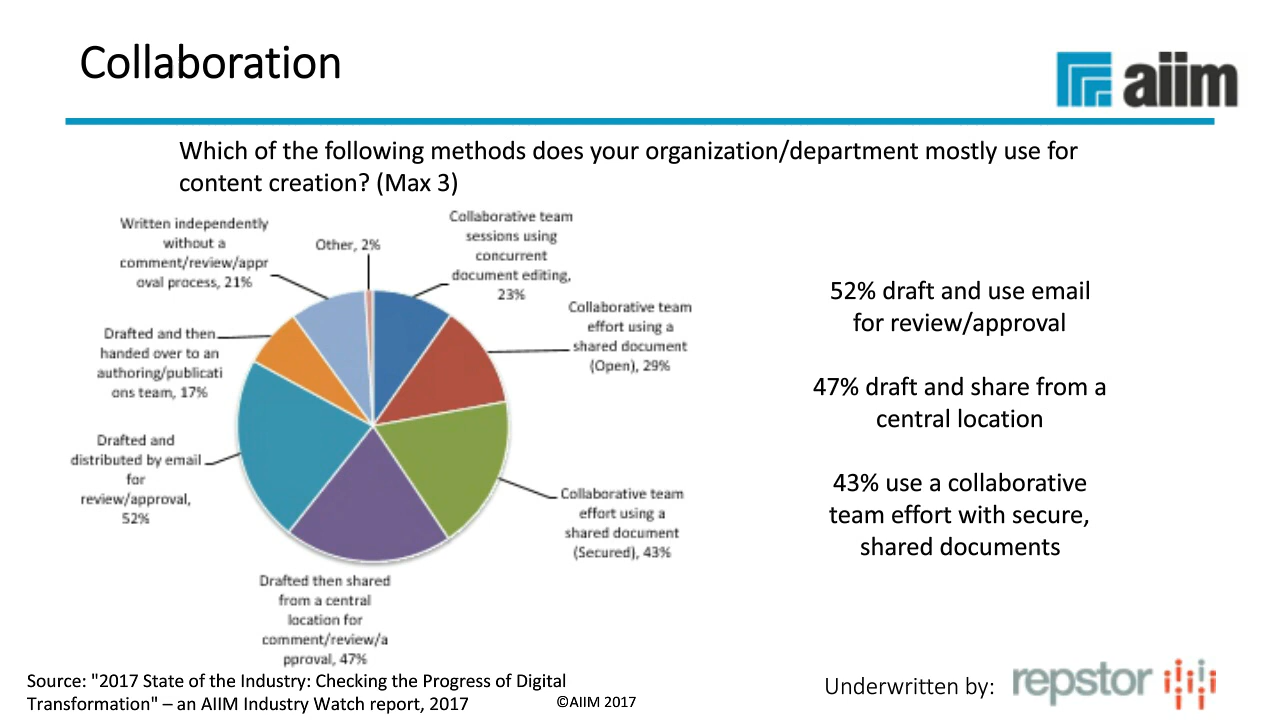 Collaboration
aiim
Which of the following methods does your organization/department mostly use for
content creation? (Max 3)
Written independently
without a
comment/review/appr
oval process, 21%
Other, 2%
Collaborative team
sessions using
concurrent
document editing,
23%
Collaborative team
effort using a
shared document
(Open), 29%
Drafted and then
handed over to an
authoring/publicati
ons team, 17%
Drafted and
distributed by email
for
review/approval,
52%
Collaborative team
effort using a
shared document
(Secured), 43%
Drafted then shared
from a central
location for
comment/review/a
pproval, 47%
52% draft and use email
for review/approval
47% draft and share from a
central location
43% use a collaborative
team effort with secure,
shared documents
Source: "2017 State of the Industry: Checking the Progress of Digital
Transformation" – an AIIM Industry Watch report, 2017
©AIIM 2017
Underwritten by:
repstor